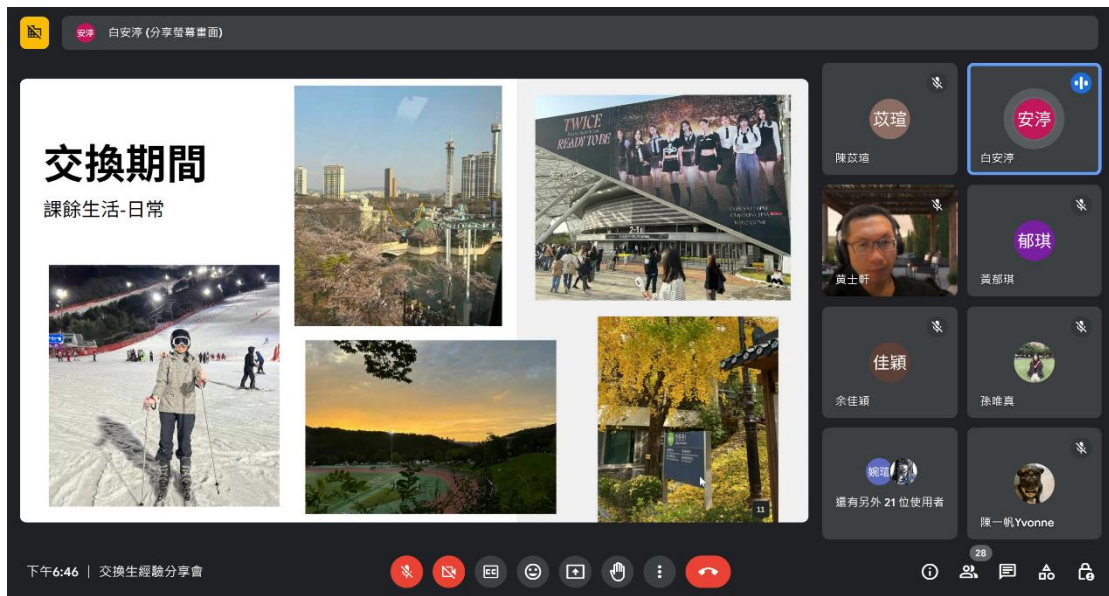 安渟
白安渟 (分享螢幕畫面)
交換期間
課餘生活-日常
TWICE
READY TO BE
2-1
11
苡瑄
陳苡瑄
安渟
白安渟
黃士軒
郁琪
黃郁琪
佳穎
余佳穎
孫唯真
婉瑄
還有另外 21 位使用者
陳一帆Yvonne
下午6:46 | 交換生經驗分享會
28